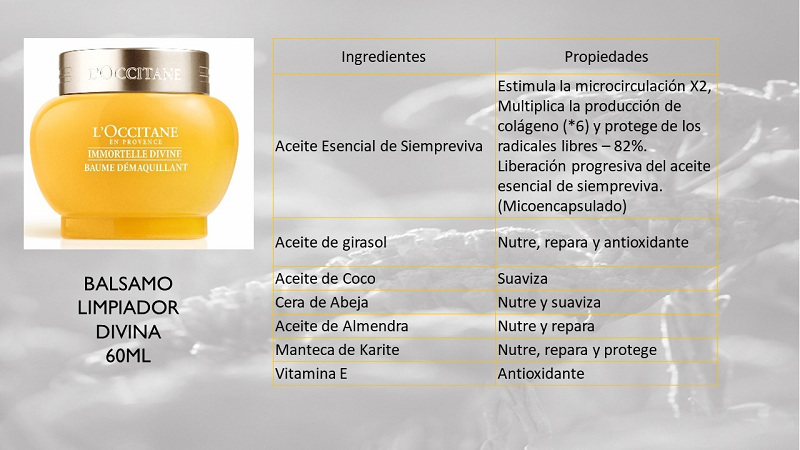 L'OCCITANE
L'OCCITANE
EN PROVENCE
IMMORTELLE DIVINE
BAUME DÉMAQUILLANT
BALSAMO
LIMPIADOR
DIVINA
60ML
Ingredientes
Propiedades
Aceite Esencial de Siempreviva
Estimula la microcirculación X2,
Multiplica la producción de
colágeno (*6) y protege de los
radicales libres – 82%.
Liberación progresiva del aceite
esencial de siempreviva.
(Micoencapsulado)
Aceite de girasol
Nutre, repara y antioxidante
Aceite de Coco
Suaviza
Cera de Abeja
Nutre y suaviza
Aceite de Almendra
Nutre y repara
Manteca de Karite
Nutre, repara y protege
Vitamina E
Antioxidante